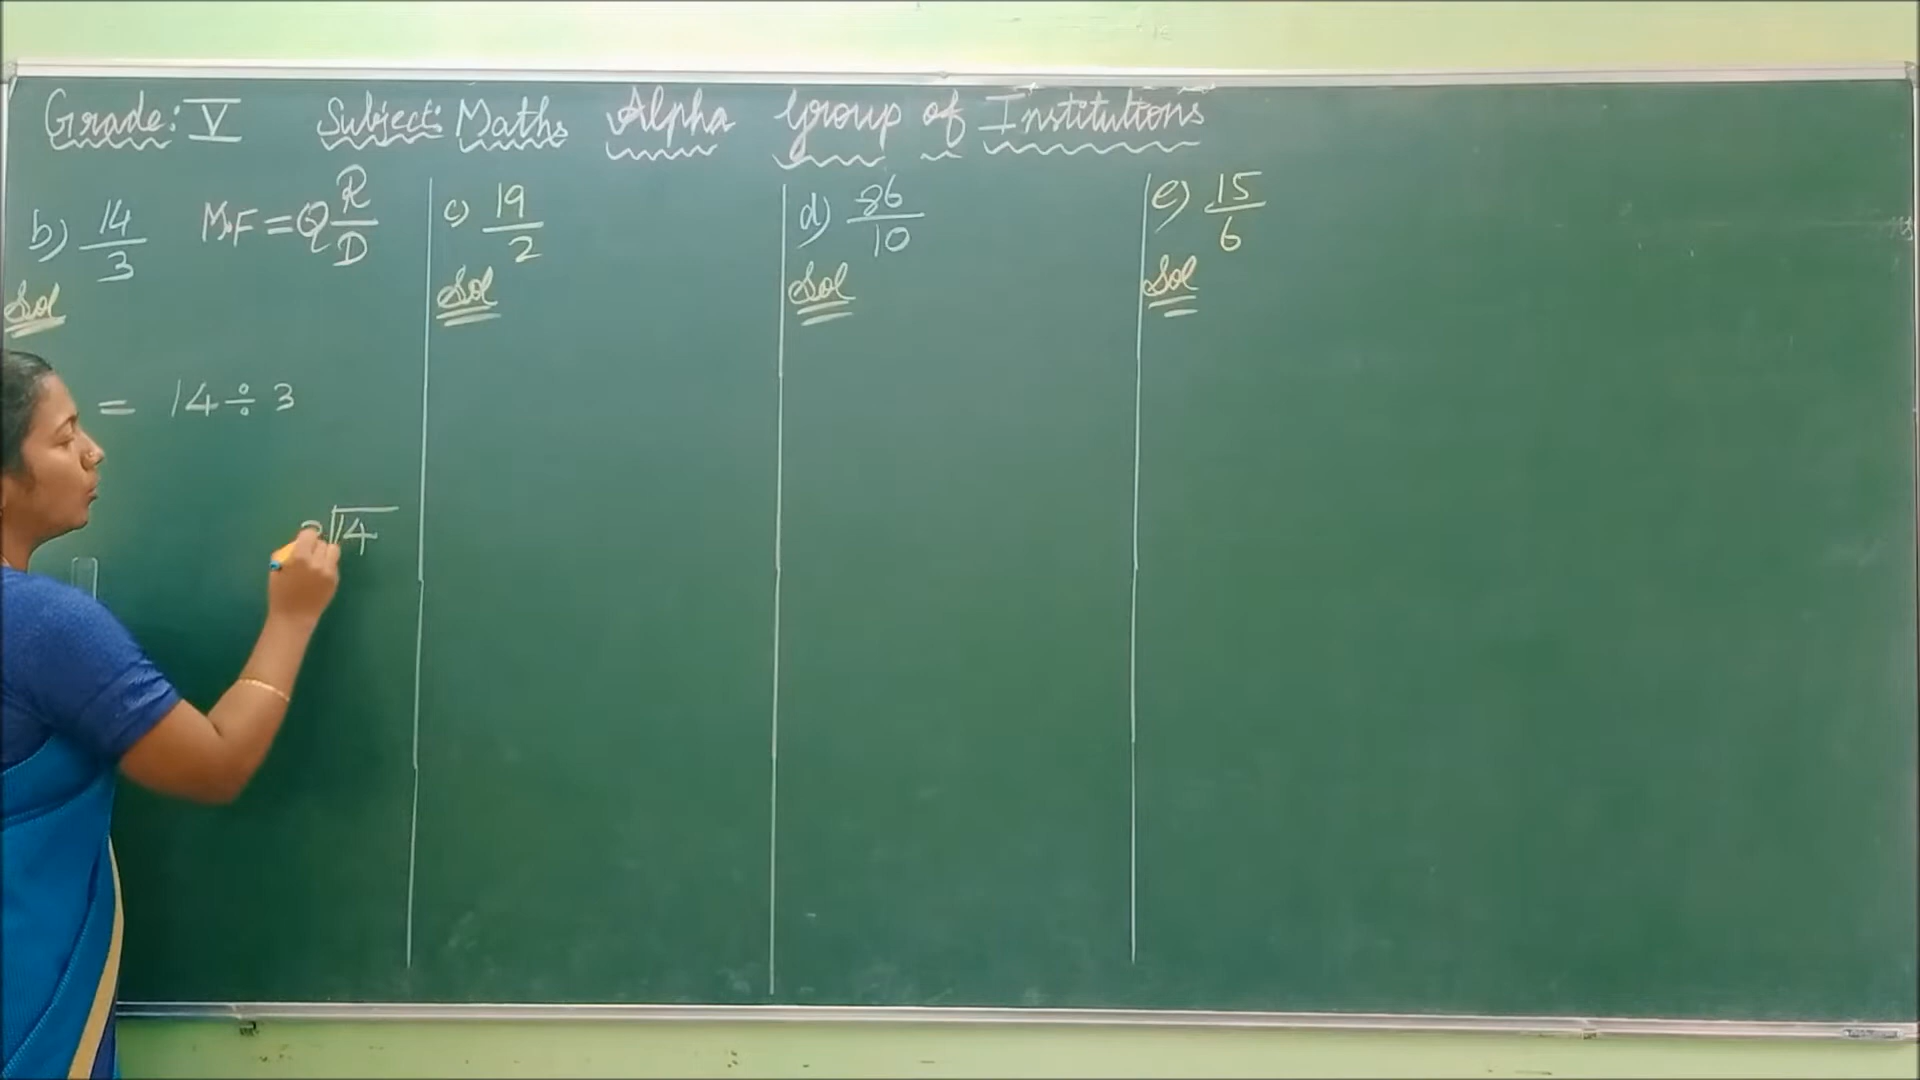 Grade: V Subject: Maths Alpha Group of Institutions
b) 14/3 M.F = Q R/D
Sol
= 14 ÷ 3
3 14
c) 19/2
Sol
d) 86/10
Sol
e) 15/6
Sol